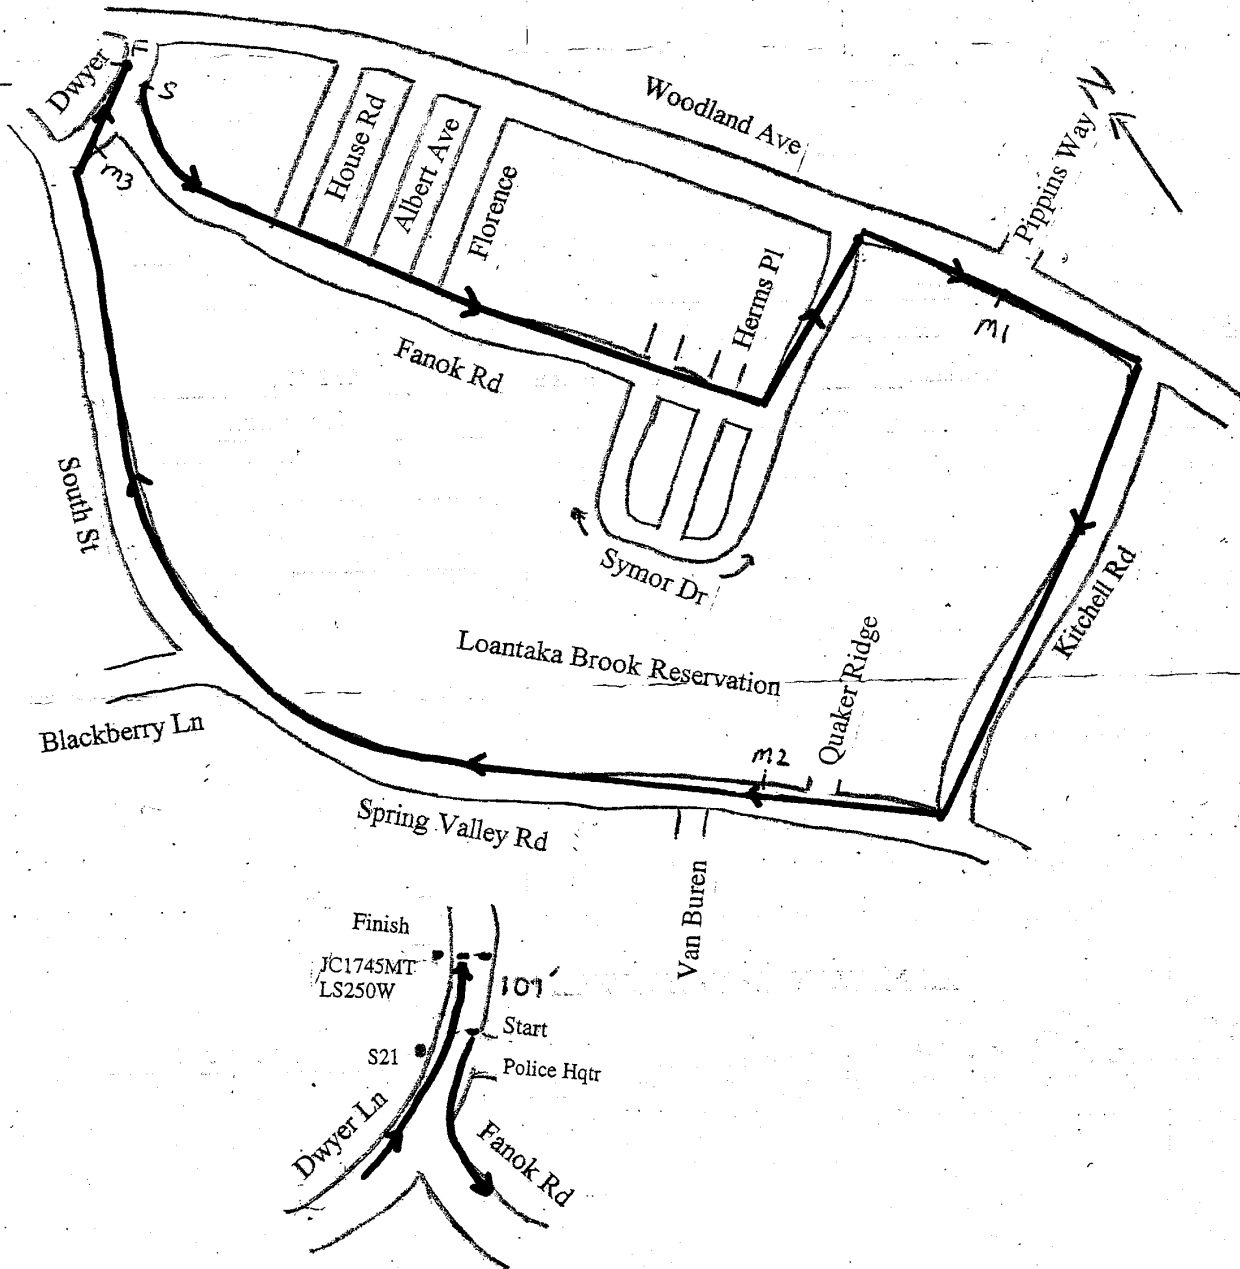 F
Dwyer
S
M3
House Rd
Albert Ave
Florence
Woodland Ave
N
Pippins Way
Herms Pl
M1
Fanok Rd
South St
Symor Dr
Kitchell Rd
Loantaka Brook Reservation
Quaker Ridge
Blackberry Ln
M2
Spring Valley Rd
Van Buren
Finish
JC1745MT
LS250W
107'
Start
S21
Police Hqtr
Dwyer Ln
Fanok Rd